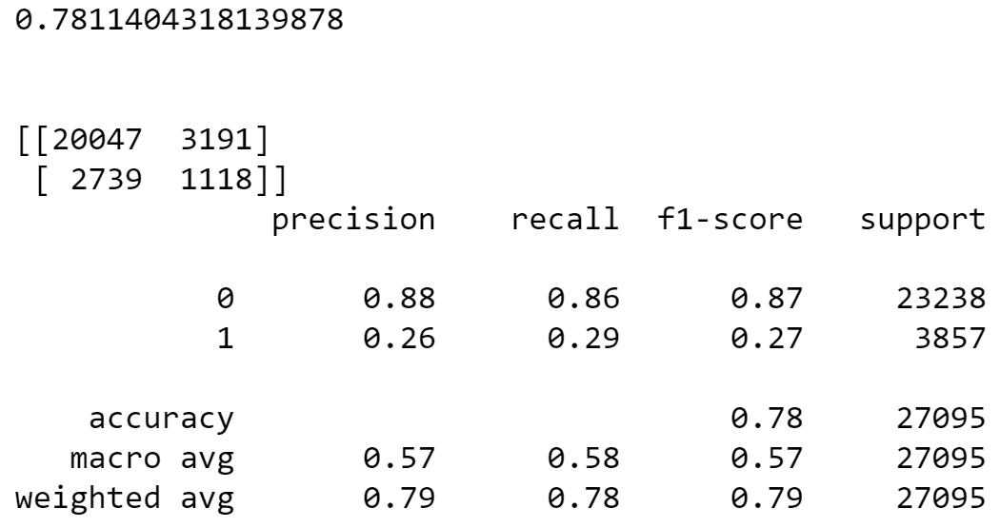 0.7811404318139878
[[20047 3191]
[ 2739 1118]]
precision recall f1-score support
0 0.88 0.86 0.87 23238
1 0.26 0.29 0.27 3857
accuracy 0.78 27095
macro avg 0.57 0.58 0.57 27095
weighted avg 0.79 0.78 0.79 27095